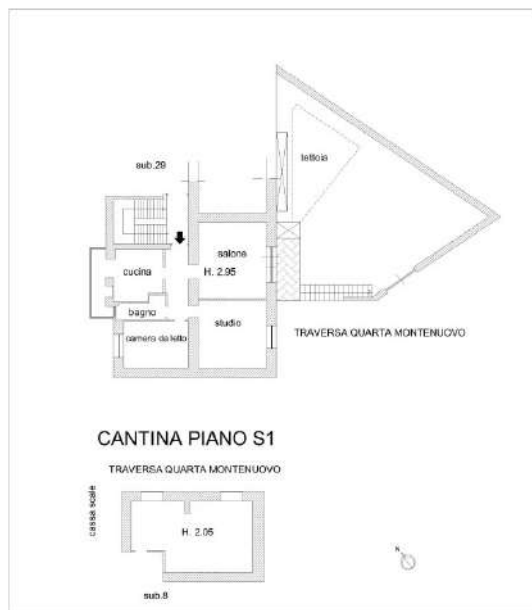 sub.29
tettoia
salone
cucina
H. 2.95
bagno
studio
camera da letto
TRAVERSA QUARTA MONTENUOVO
CANTINA PIANO S1
TRAVERSA QUARTA MONTENUOVO
cassa scale
H. 2.05
N
sub.8